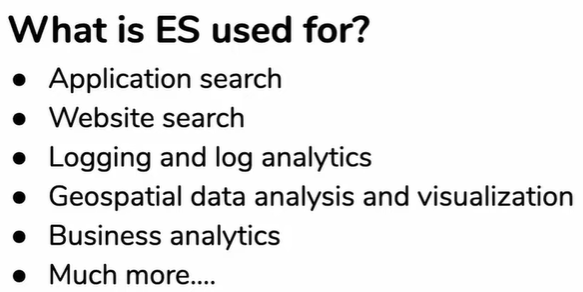 What is ES used for?
● Application search
● Website search
● Logging and log analytics
● Geospatial data analysis and visualization
● Business analytics
● Much more....